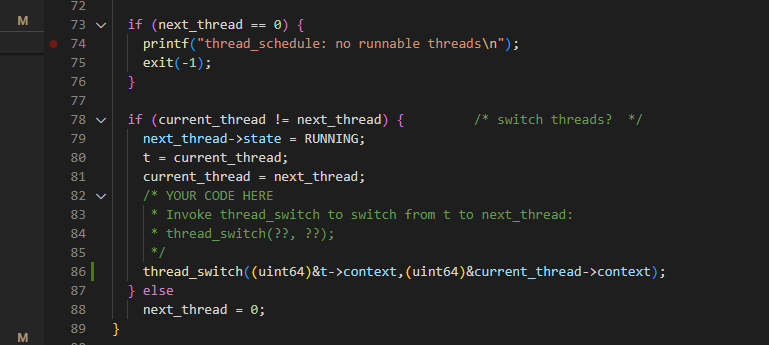 M
M
72
73 if (next_thread == 0) {
74 printf("thread_schedule: no runnable threads\n");
75 exit(-1);
76 }
77
78 if (current_thread != next_thread) { /* switch threads? */
79 next_thread->state = RUNNING;
80 t = current_thread;
81 current_thread = next_thread;
82 /* YOUR CODE HERE
83 * Invoke thread_switch to switch from t to next_thread:
84 * thread_switch(??, ??);
85 */
86 thread_switch((uint64)&t->context,(uint64)&current_thread->context);
87 } else
88 next_thread = 0;
89 }